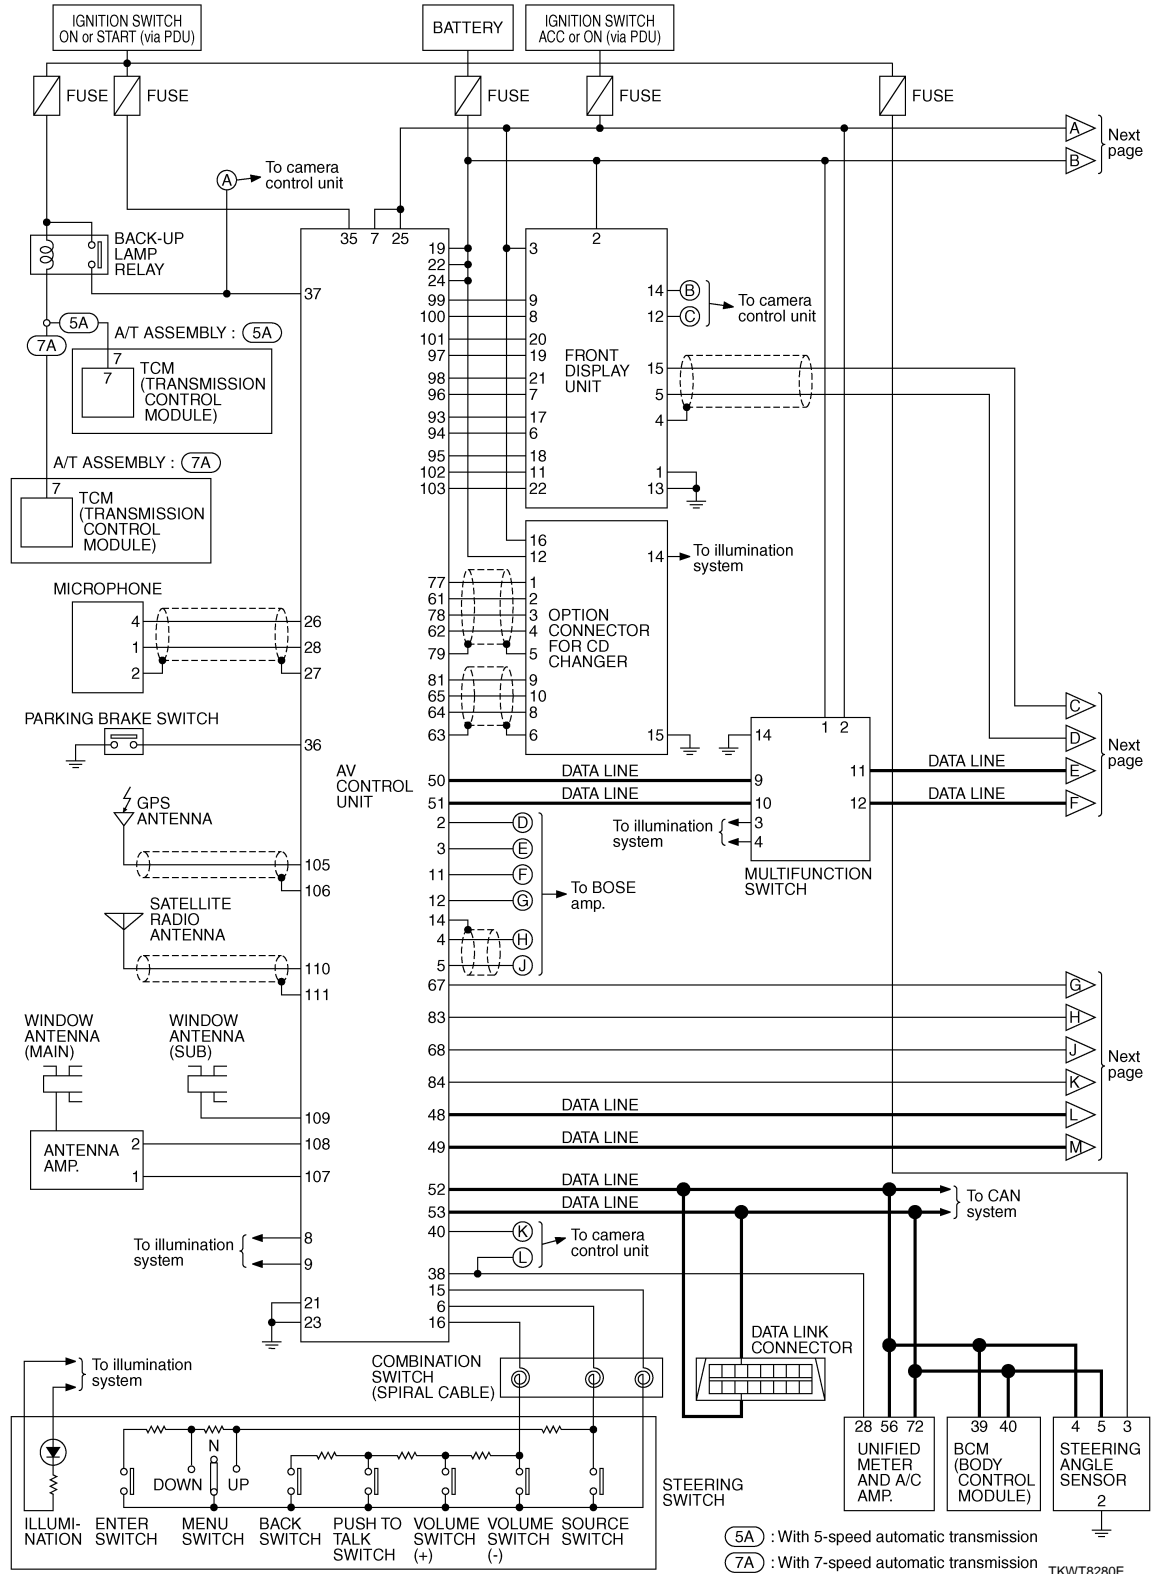 IGNITION SWITCH
ON or START (via PDU)
BATTERY
IGNITION SWITCH
ACC or ON (via PDU)
FUSE
FUSE
FUSE
FUSE
FUSE
A
B
Next
page
A
To camera
control unit
BACK-UP
LAMP
RELAY
35 7 25
37
5A
7A
A/T ASSEMBLY : 5A
7
7
TCM
(TRANSMISSION
CONTROL
MODULE)
A/T ASSEMBLY : 7A
7
TCM
(TRANSMISSION
CONTROL
MODULE)
19
22
24
99
100
101
97
98
96
93
94
95
102
103
2
3
9
8
20
19
21
7
17
6
18
11
22
FRONT
DISPLAY
UNIT
14 B
12 C
To camera
control unit
15
5
4
1
13
16
12
14
To illumination
system
77
61
78
62
79
81
65
64
63
1
2
3
4
5
9
10
8
6
OPTION
CONNECTOR
FOR CD
CHANGER
15
MICROPHONE
4
1
2
26
28
27
PARKING BRAKE SWITCH
36
AV
CONTROL
UNIT
GPS
ANTENNA
105
106
SATELLITE
RADIO
ANTENNA
110
111
WINDOW
ANTENNA
(MAIN)
WINDOW
ANTENNA
(SUB)
109
108
107
ANTENNA
AMP.
2
1
To illumination
system
8
9
21
23
50 DATA LINE 9
51 DATA LINE 10
1 2
14
11 DATA LINE
12 DATA LINE
To illumination
system
3
4
MULTIFUNCTION
SWITCH
C
D
E
F
Next
page
2 D
3 E
11 F
12 G
14
4 H
5 J
To BOSE
amp.
67 G
83 H
68 J
84 K
48 DATA LINE L
49 DATA LINE M
Next
page
52 DATA LINE
53 DATA LINE
To CAN
system
40 K
L
To camera
control unit
38
15
6
16
COMBINATION
SWITCH
(SPIRAL CABLE)
DATA LINK
CONNECTOR
To illumination
system
N
DOWN UP
ILLUMI-
NATION
ENTER
SWITCH
MENU
SWITCH
BACK
SWITCH
PUSH TO
TALK
SWITCH
VOLUME
SWITCH
(+)
VOLUME
SWITCH
(-)
SOURCE
SWITCH
STEERING
SWITCH
28 56 72
UNIFIED
METER
AND A/C
AMP.
39 40
BCM
(BODY
CONTROL
MODULE)
4 5 3
STEERING
ANGLE
SENSOR
2
5A : With 5-speed automatic transmission
7A : With 7-speed automatic transmission
TKWT8280E